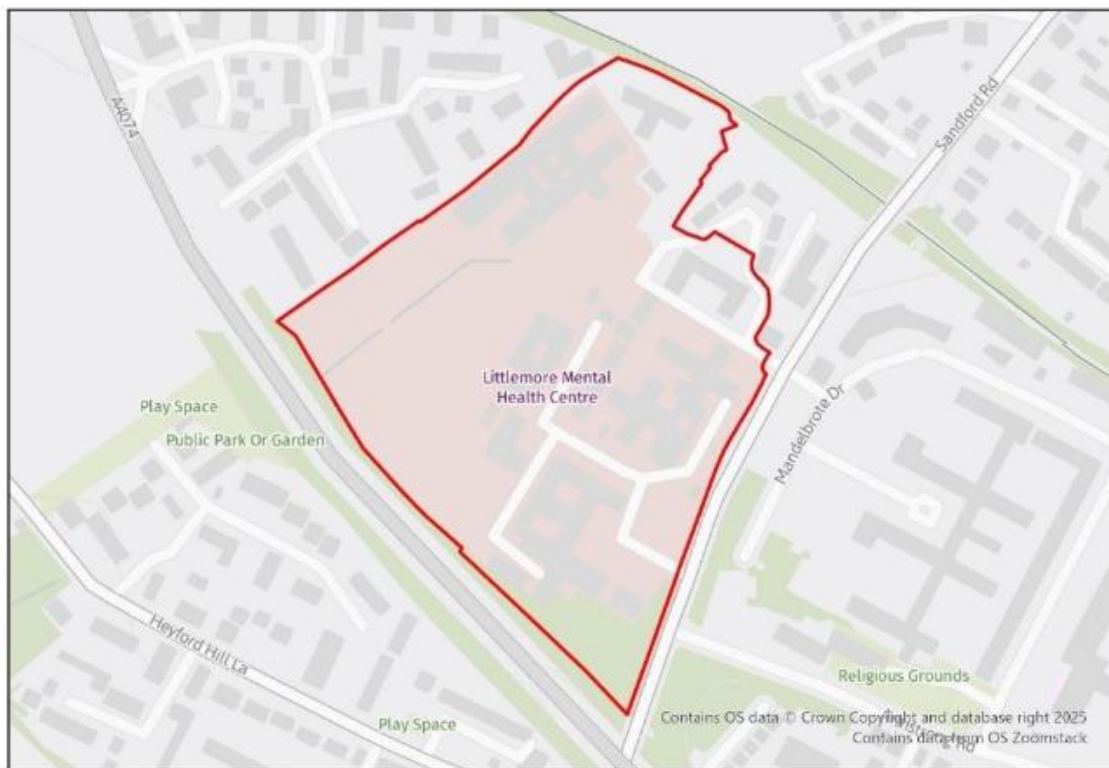 A4074
Sandford Rd
Littlemore Mental
Health Centre
Play Space
Public Park Or Garden
Mandelbrote Dr
Heyford Hill La
Religious Grounds
Play Space
Contains OS data © Crown Copyright and database right 2025
Contains data from OS Zoomstack
Rd